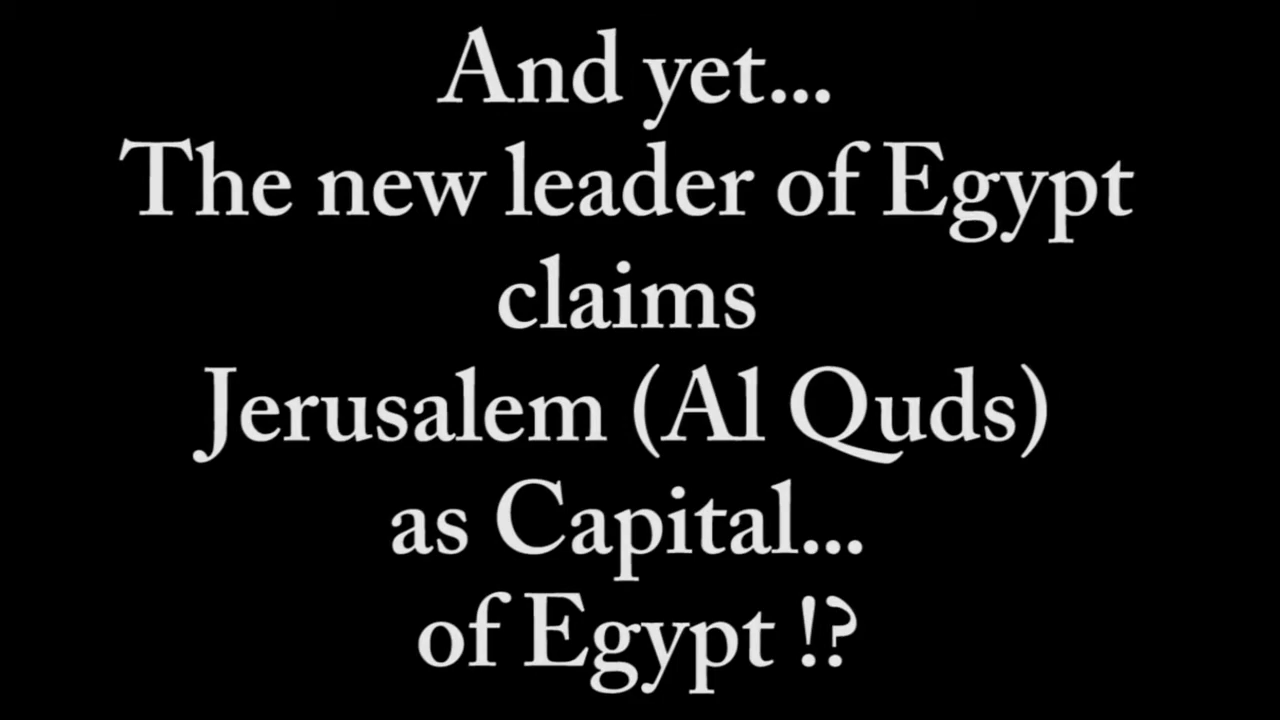 And yet...
The new leader of Egypt
claims
Jerusalem (Al Quds)
as Capital...
of Egypt !?